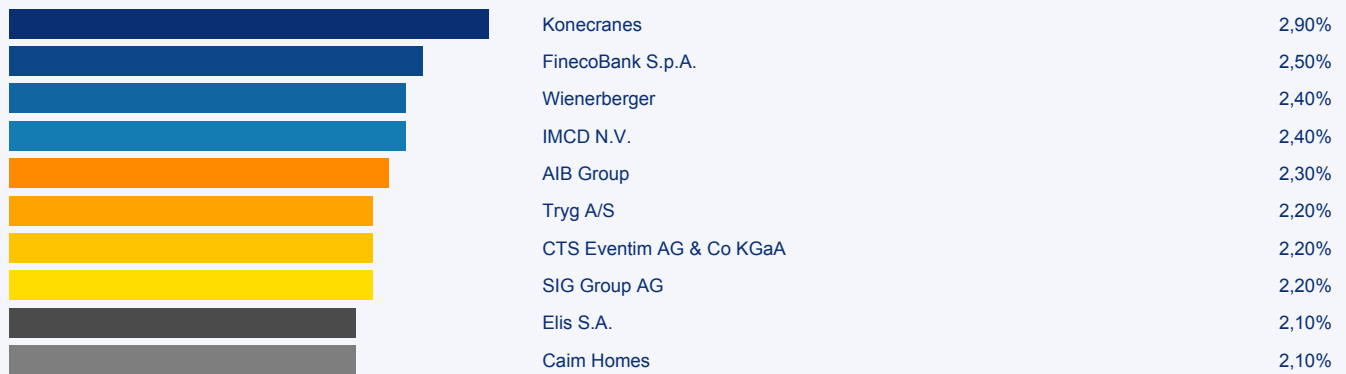 Konecranes 2,90%
FinecoBank S.p.A. 2,50%
Wienerberger 2,40%
IMCD N.V. 2,40%
AIB Group 2,30%
Tryg A/S 2,20%
CTS Eventim AG & Co KGaA 2,20%
SIG Group AG 2,20%
Elis S.A. 2,10%
Caim Homes 2,10%